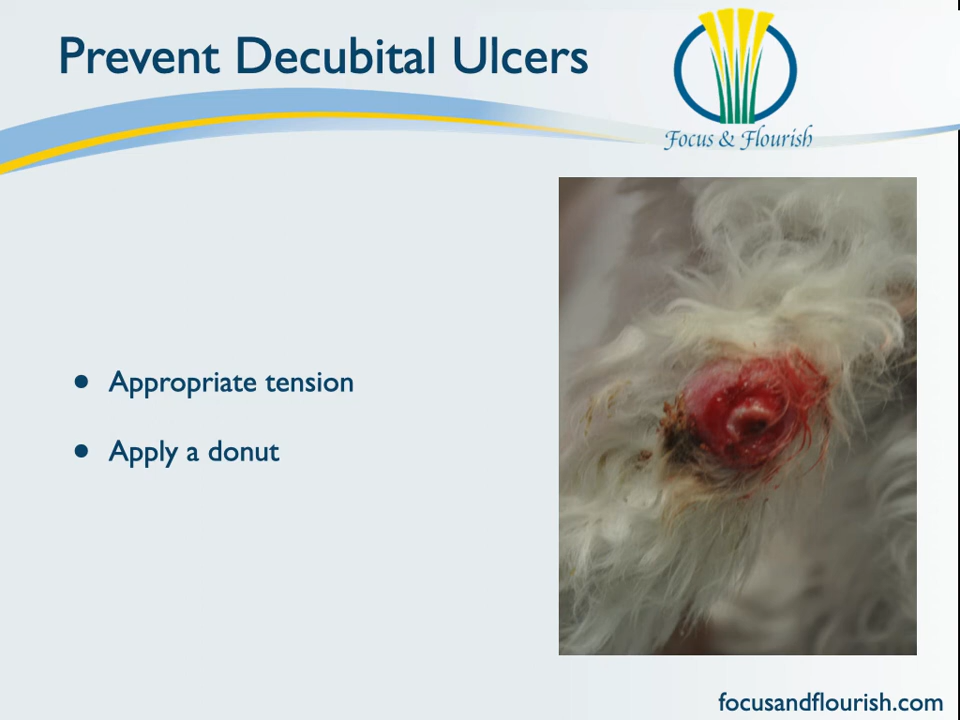 Prevent Decubital Ulcers
Focus & Flourish
• Appropriate tension
• Apply a donut
focusandflourish.com